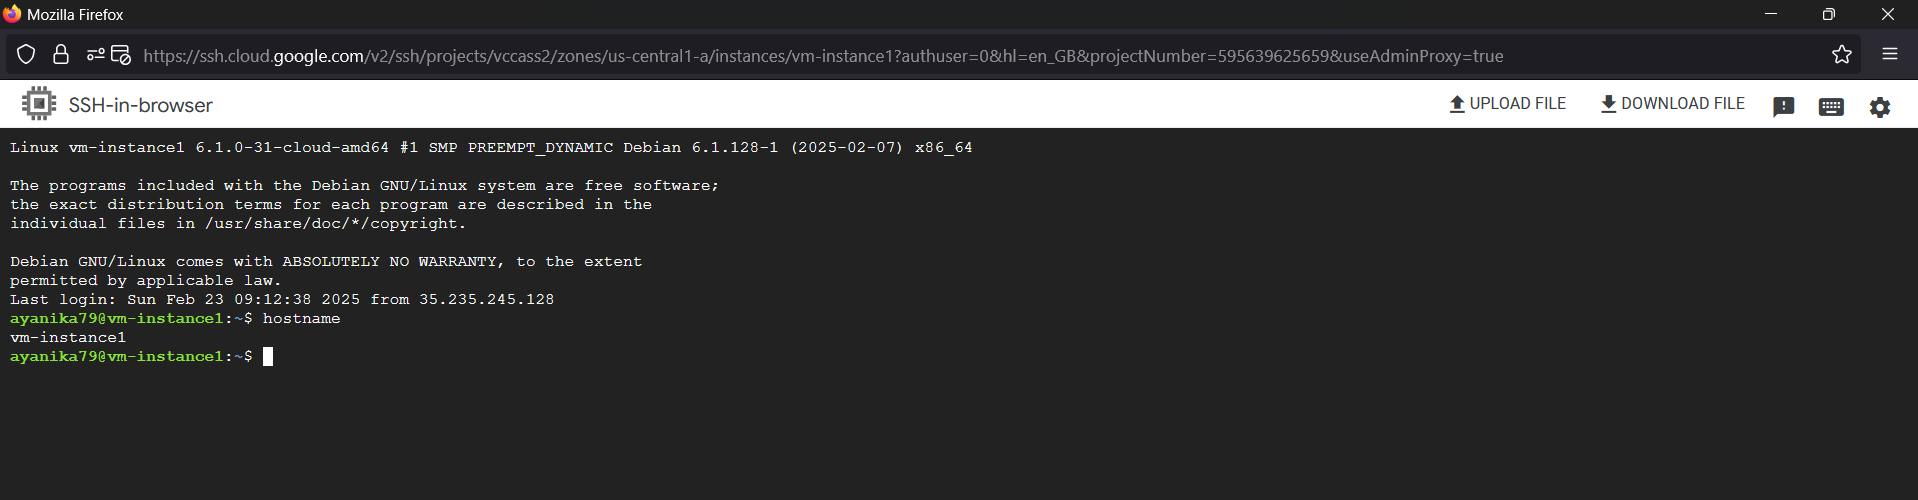 Mozilla Firefox
https://ssh.cloud.google.com/v2/ssh/projects/vccass2/zones/us-central1-a/instances/vm-instance1?authuser=0&hl=en_GB&projectNumber=595639625659&useAdminProxy=true
SSH-in-browser
UPLOAD FILE
DOWNLOAD FILE
Linux vm-instance1 6.1.0-31-cloud-amd64 #1 SMP PREEMPT_DYNAMIC Debian 6.1.128-1 (2025-02-07) x86_64
The programs included with the Debian GNU/Linux system are free software;
the exact distribution terms for each program are described in the
individual files in /usr/share/doc/*/copyright.
Debian GNU/Linux comes with ABSOLUTELY NO WARRANTY, to the extent
permitted by applicable law.
Last login: Sun Feb 23 09:12:38 2025 from 35.235.245.128
ayanika79@vm-instance1:~$ hostname
vm-instance1
ayanika79@vm-instance1:~$